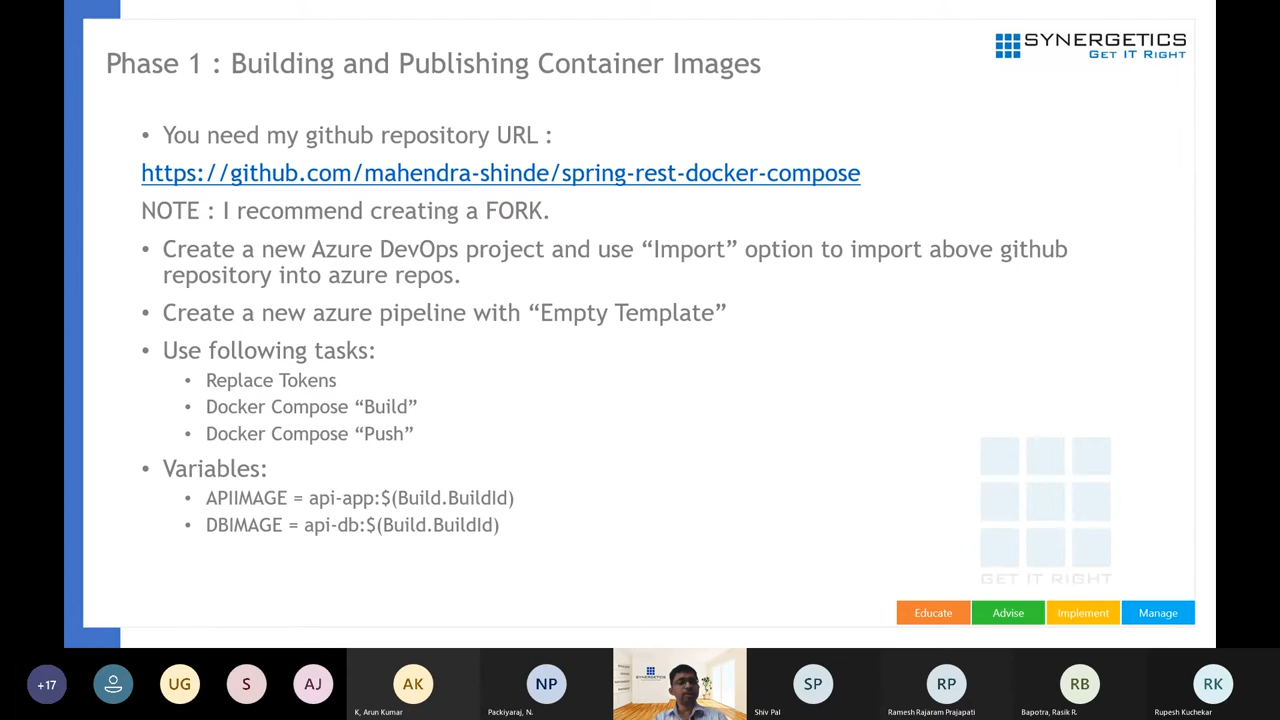 SYNERGETICS
GET IT RIGHT
Phase 1 : Building and Publishing Container Images
• You need my github repository URL :
https://github.com/mahendra-shinde/spring-rest-docker-compose
NOTE : I recommend creating a FORK.
• Create a new Azure DevOps project and use “Import” option to import above github
repository into azure repos.
• Create a new azure pipeline with “Empty Template”
• Use following tasks:
• Replace Tokens
• Docker Compose “Build”
• Docker Compose “Push”
• Variables:
• APIIMAGE = api-app:$(Build.BuildId)
• DBIMAGE = api-db:$(Build.BuildId)
GET IT RIGHT
Educate Advise Implement Manage
+17 UG S AJ AK NP SP RP RB RK
SYNERGETICS
K, Arun Kumar Packiyaraj, N. Shiv Pal Ramesh Rajaram Prajapati Bapotra, Rasik R. Rupesh Kuchekar